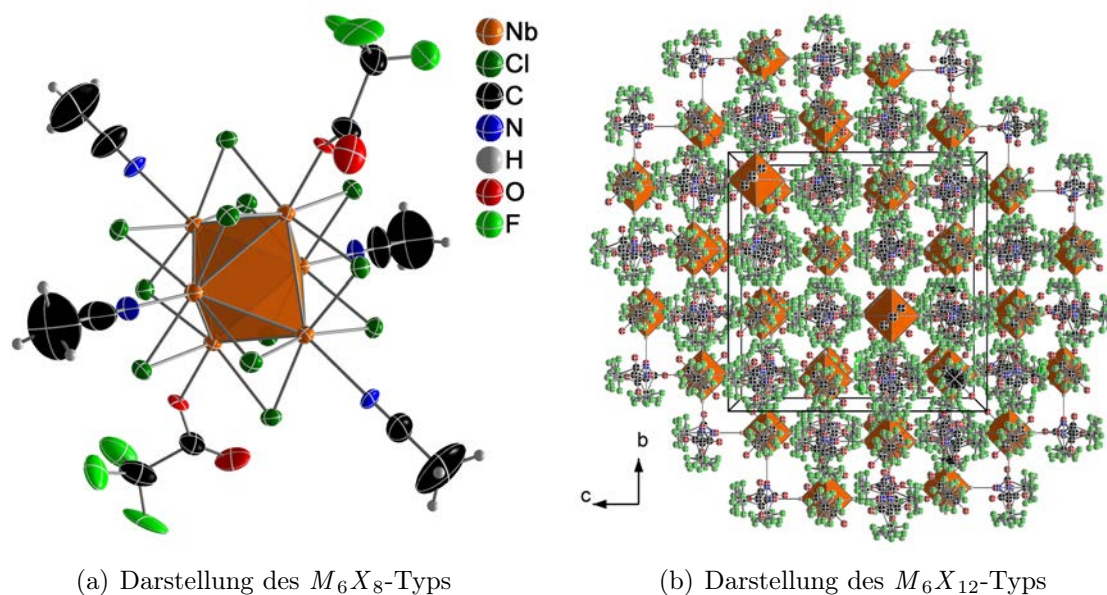 Nb
Cl
C
N
H
O
F
b
c
(a) Darstellung des M₆X₈-Typs
(b) Darstellung des M₆X₁₂-Typs